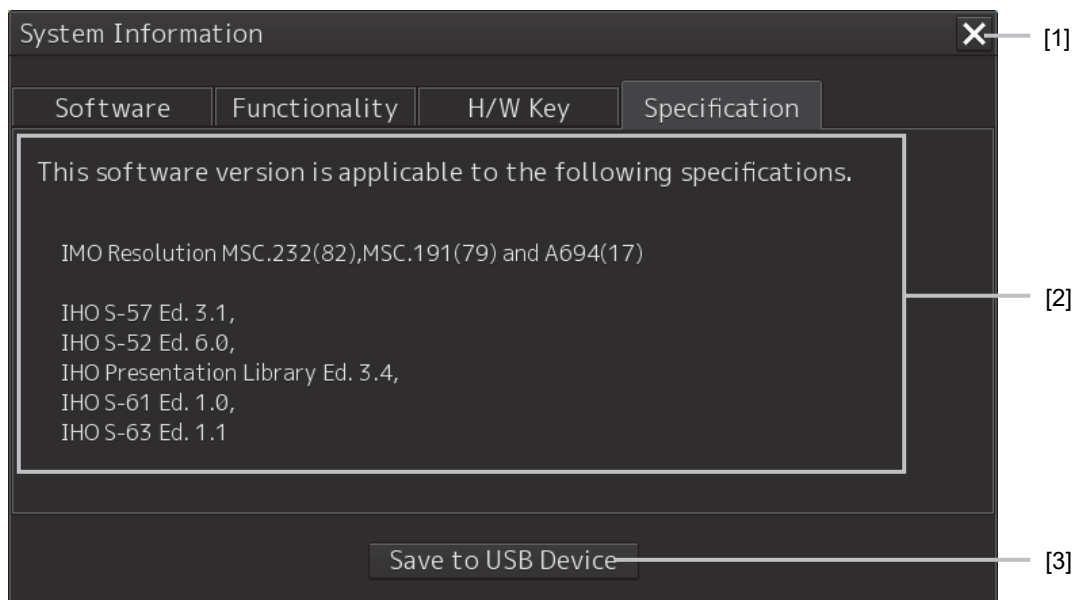 System Information
[1]
Software Functionality H/W Key Specification
This software version is applicable to the following specifications.
IMO Resolution MSC.232(82),MSC.191(79) and A694(17)
IHO S-57 Ed. 3.1,
[2]
IHO S-52 Ed. 6.0,
IHO Presentation Library Ed. 3.4,
IHO S-61 Ed. 1.0,
IHO S-63 Ed. 1.1
Save to USB Device
[3]